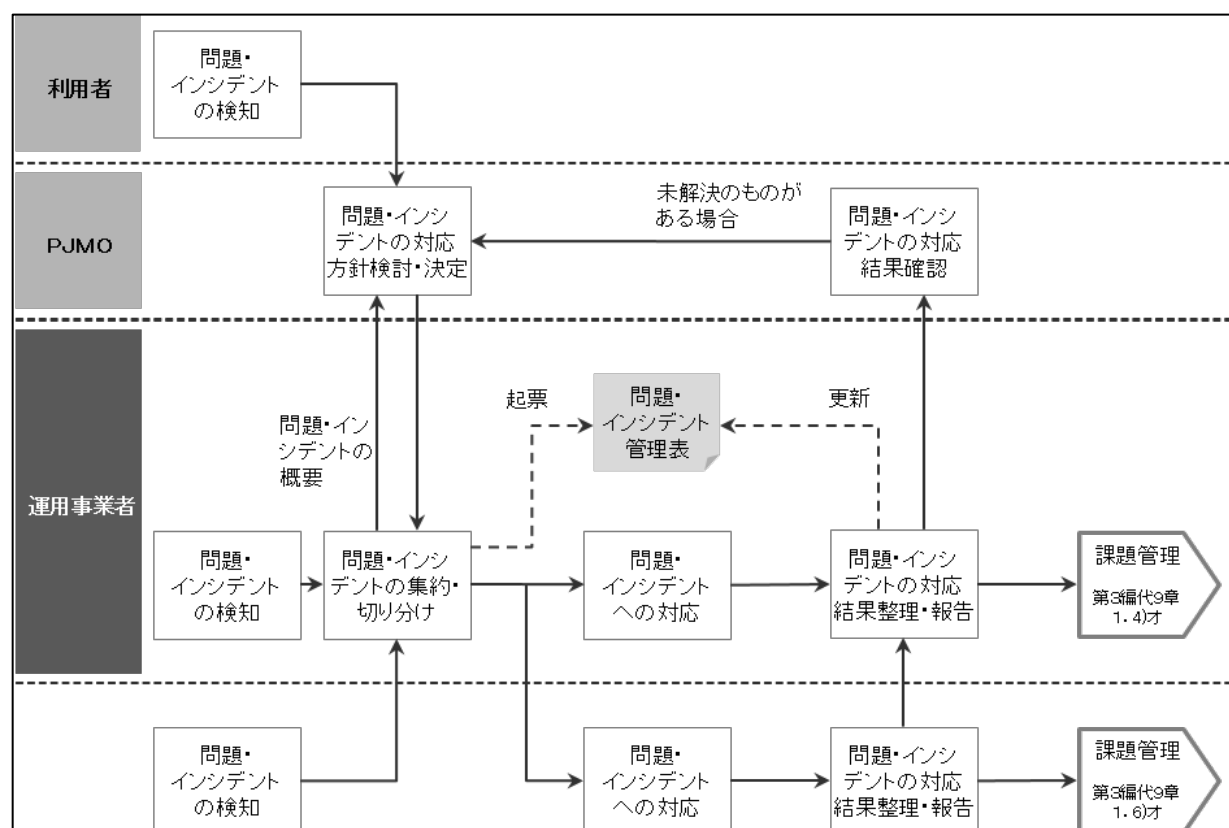 利用者
問題・
インシデント
の検知
PJMO
問題・インシ
デントの対応
方針検討・決定
未解決のものが
ある場合
問題・インシ
デントの対応
結果確認
運用事業者
問題・イン
シデントの
概要
起票
問題・
インシデント
管理表
更新
問題・
インシデント
の検知
問題・インシ
デントの集約・
切り分け
問題・
インシデント
への対応
問題・インシ
デントの対応
結果整理・報告
課題管理
第3編代9章
1.4)オ
問題・
インシデント
の検知
問題・
インシデント
への対応
問題・インシ
デントの対応
結果整理・報告
課題管理
第3編代9章
1.6)オ